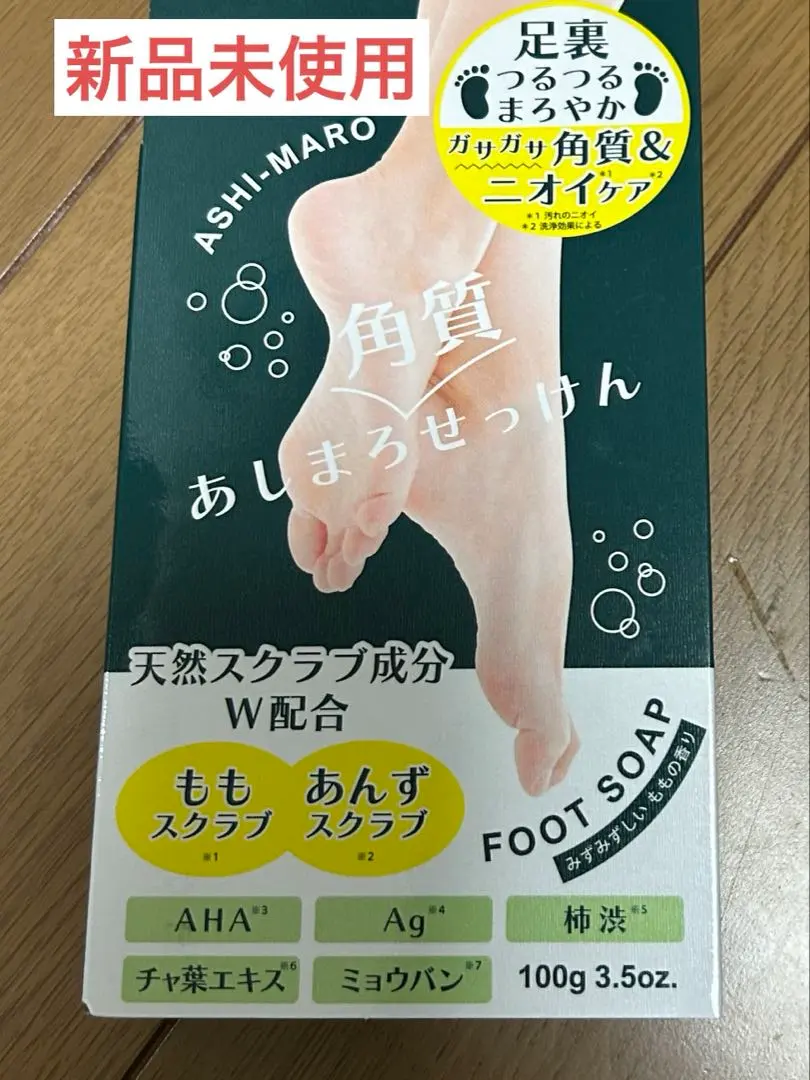 新品未使用
足裏
つるつる
まろやか
ガサガサ 角質&
ニオイケア*1 *2
*1 汚れのニオイ
*2 洗浄効果による
ASHI-MARO
角質
あしまろせっけん
天然スクラブ成分
W配合
もも
スクラブ
※1
あんず
スクラブ
※2
FOOT SOAP
みずみずしい ももの香り
AHA※3
Ag※4
柿渋※5
チャ葉エキス※6
ミョウバン※7
100g 3.5oz.